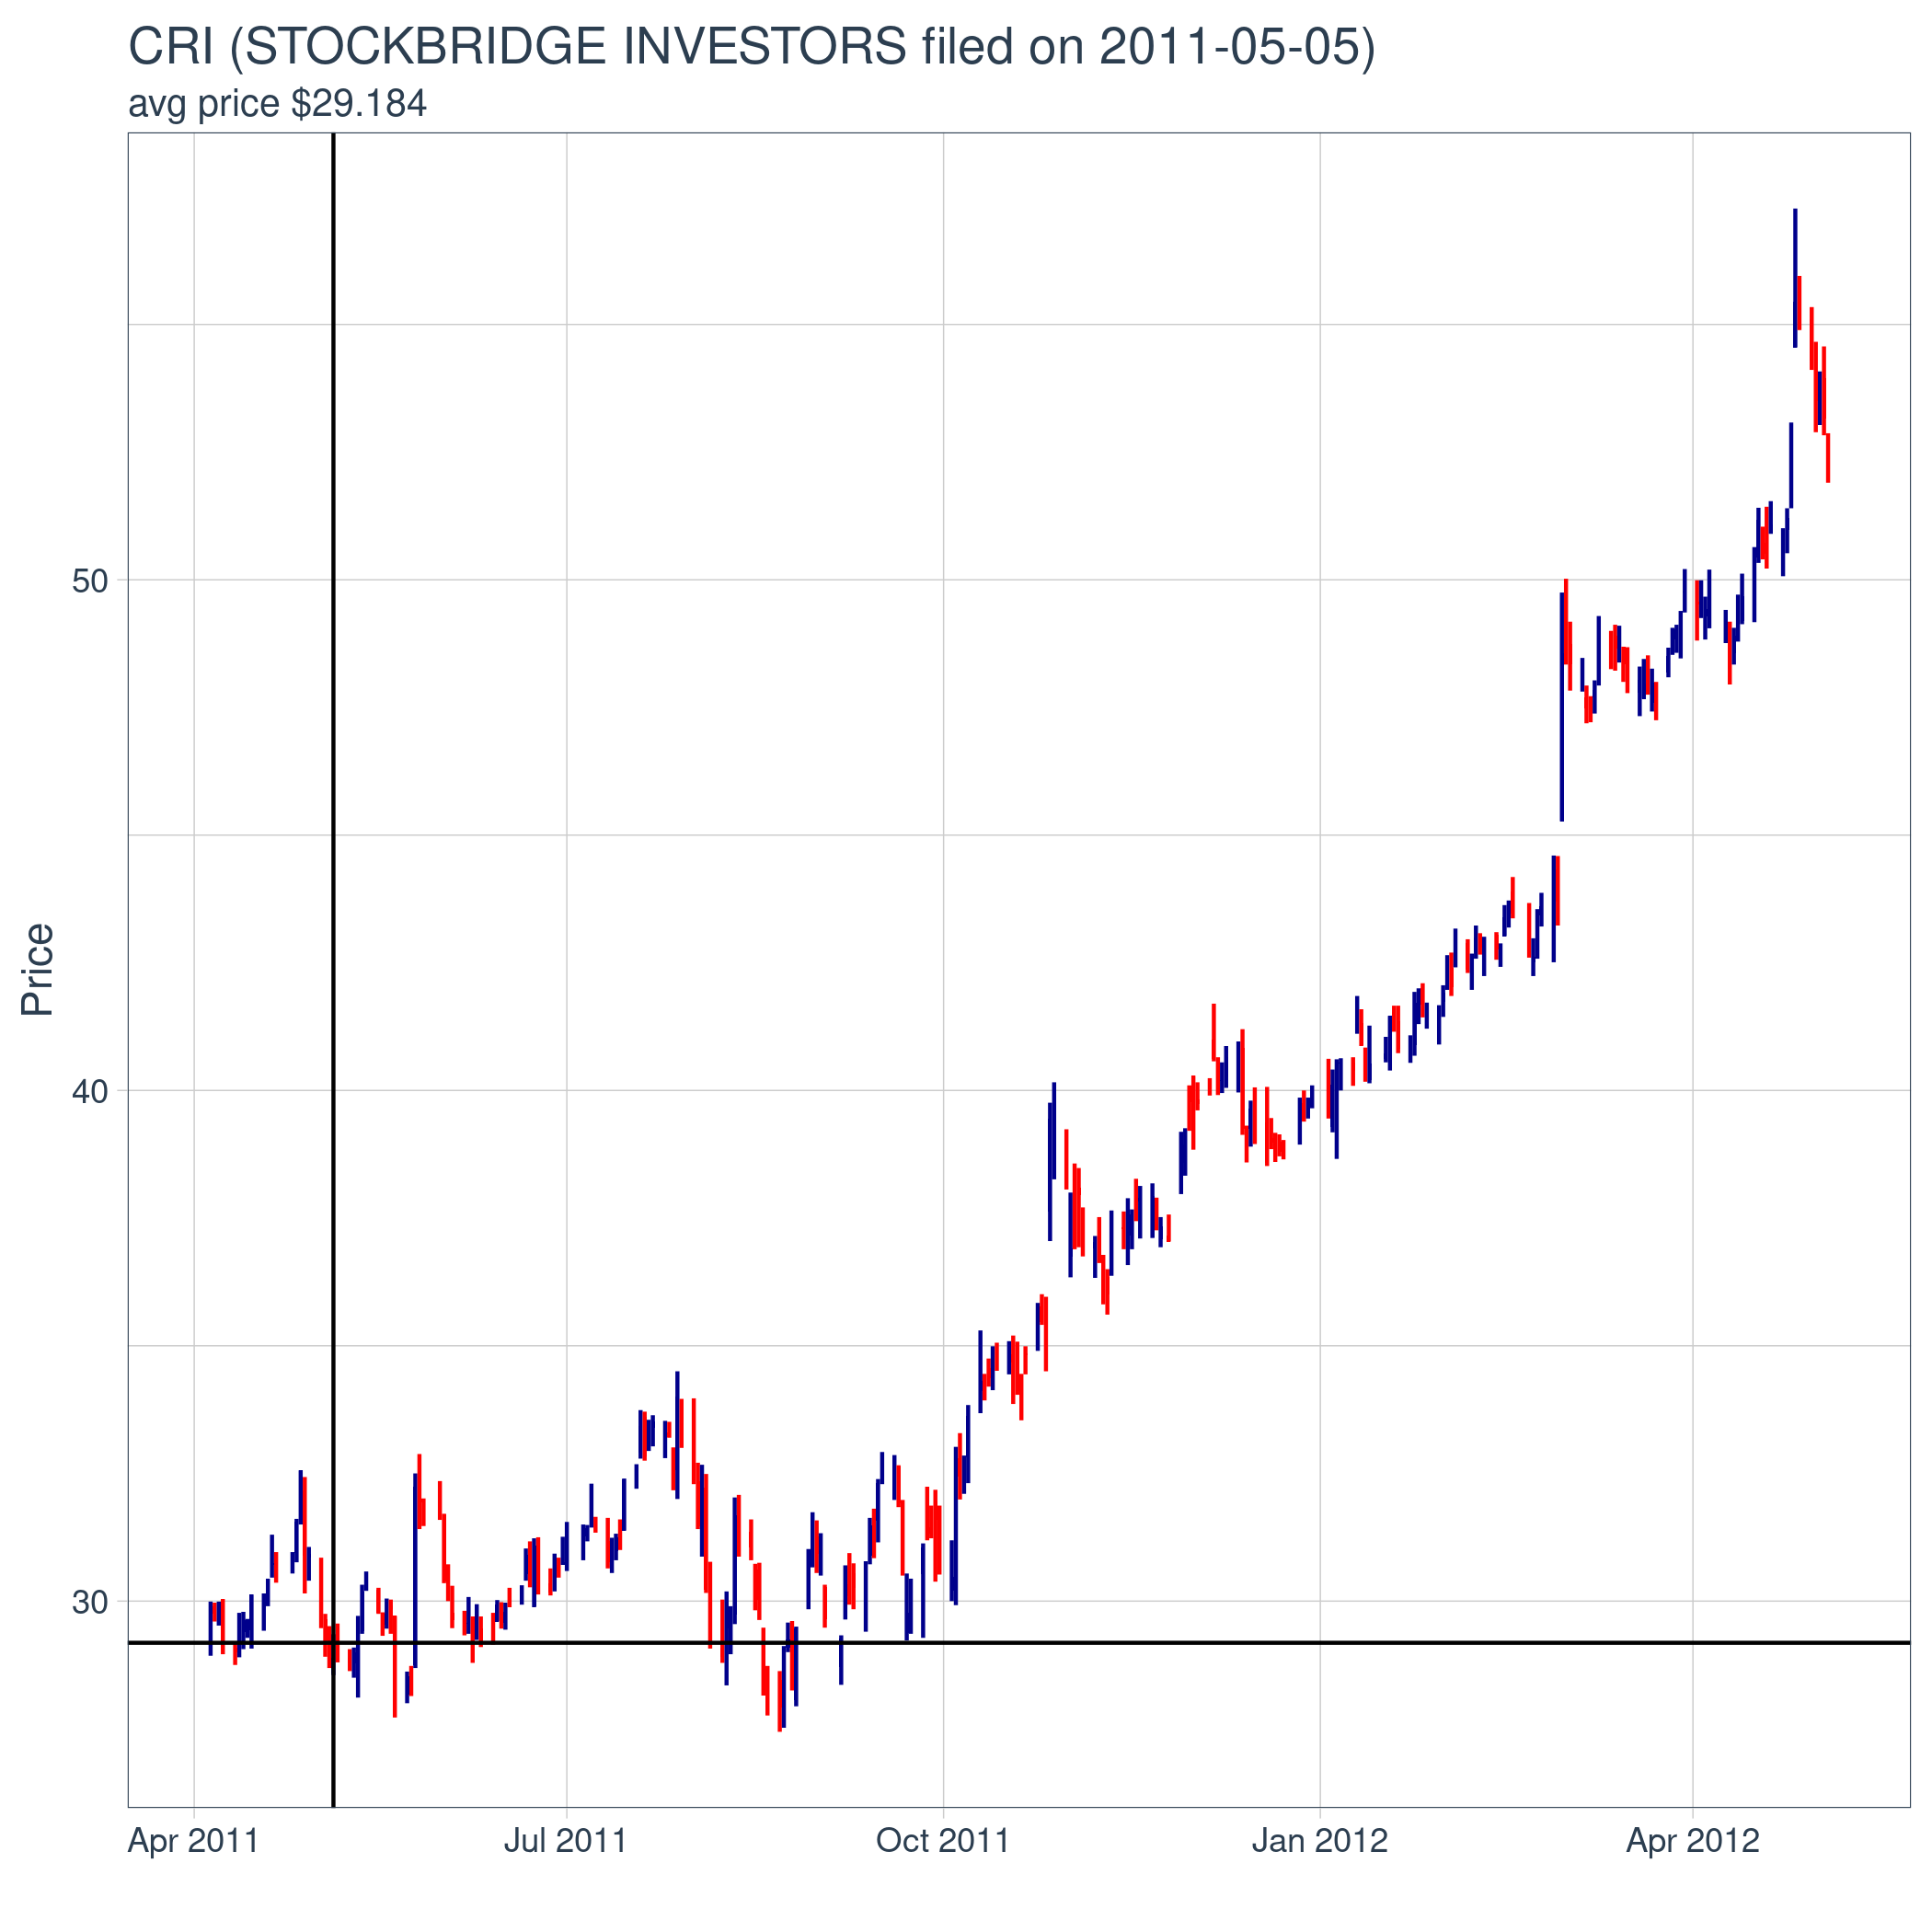 CRI (STOCKBRIDGE INVESTORS filed on 2011-05-05)
avg price $29.184
50
40
30
Price
Apr 2011 Jul 2011 Oct 2011 Jan 2012 Apr 2012